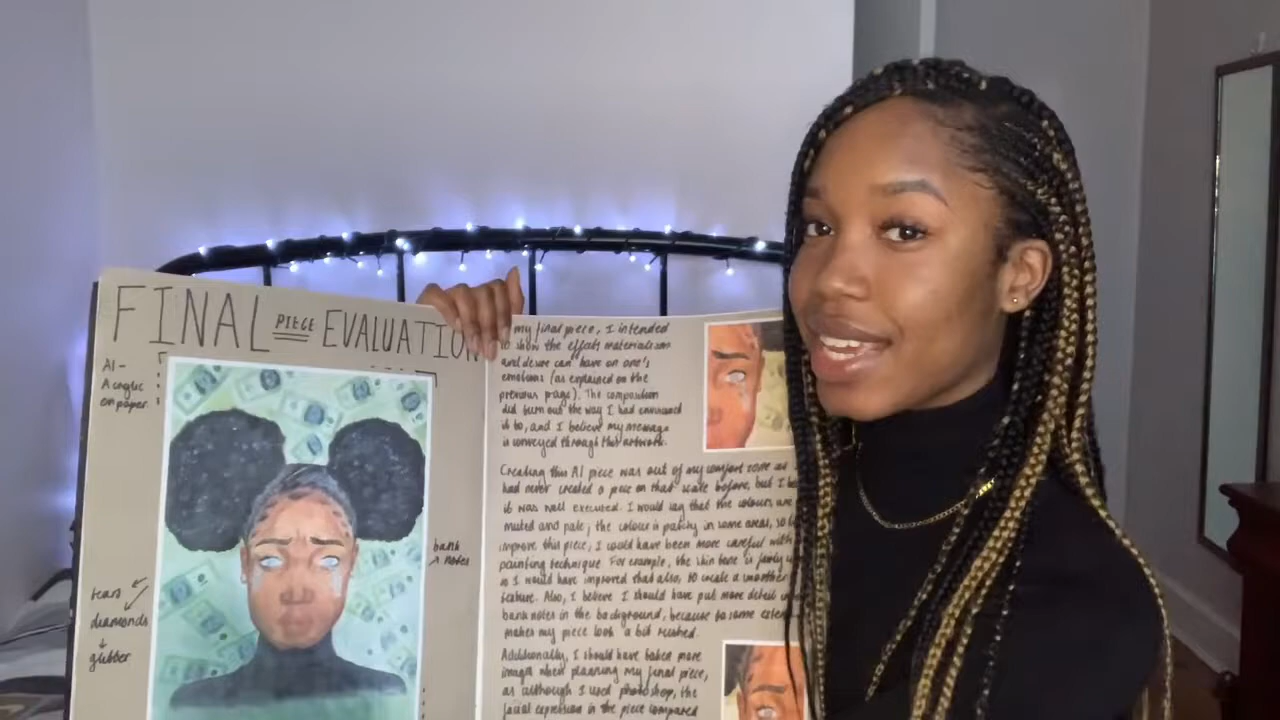 FINAL PIECE EVALUATION
A1 -
Acrylic
on paper.
bank
notes
tears
diamonds
glitter
my final piece, I intended
to show the effects materialism
and desire can have on one's
emotions (as explained on the
previous page). The composition
did turn out the way I had envisioned
it to, and I believe my message
is conveyed through this artwork.
Creating this A1 piece was out of my comfort zone as
had never created a piece on that scale before, but I
it was well executed. I would say that the colours are
muted and pale; the colour is patchy in some areas, so
improve this piece, I could have been more careful with
painting technique. For example, the skin tone is fairly
so I would have improved that also, to create a smoother
texture. Also, I believe I should have put more detail
bank notes in the background, because to some extent
makes my piece look a bit rushed.
Additionally, I should have taken more
images when planning my final piece,
as although I used photoshop, the
facial expression in the piece compared